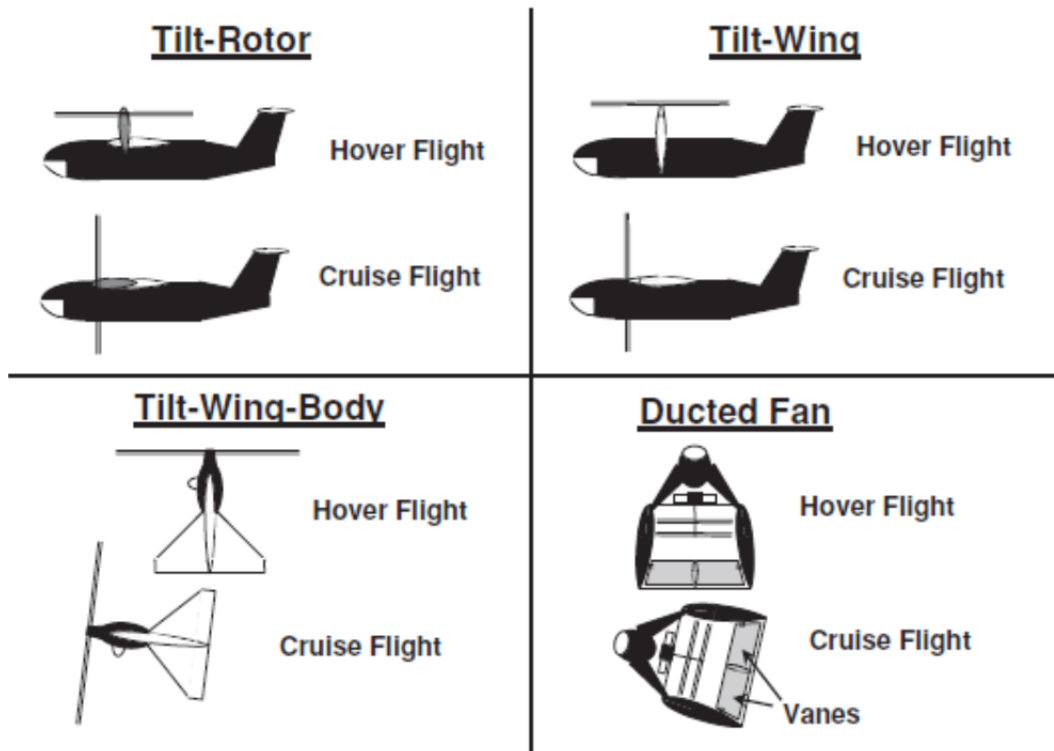 Tilt-Rotor
Hover Flight
Cruise Flight
Tilt-Wing
Hover Flight
Cruise Flight
Tilt-Wing-Body
Hover Flight
Cruise Flight
Ducted Fan
Hover Flight
Cruise Flight
Vanes